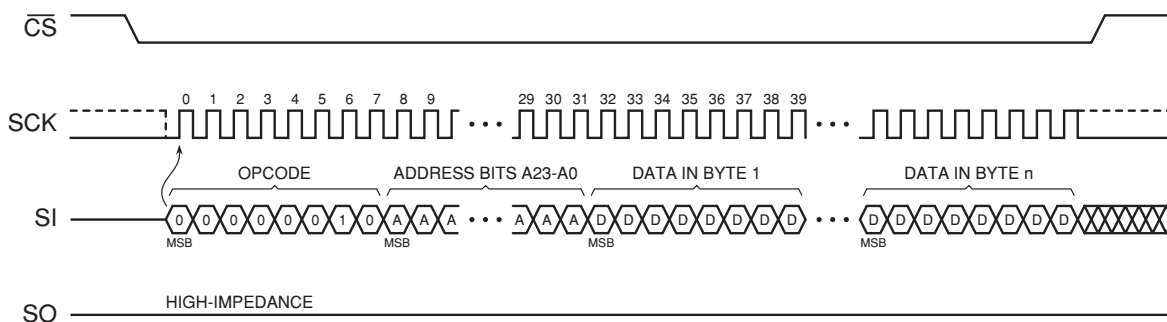 CS
0 1 2 3 4 5 6 7 8 9 29 30 31 32 33 34 35 36 37 38 39
SCK
OPCODE ADDRESS BITS A23-A0 DATA IN BYTE 1 DATA IN BYTE n
SI 0 0 0 0 0 0 1 0 A A A A A A D D D D D D D D D D D D D D D D
MSB MSB MSB MSB
HIGH-IMPEDANCE
SO